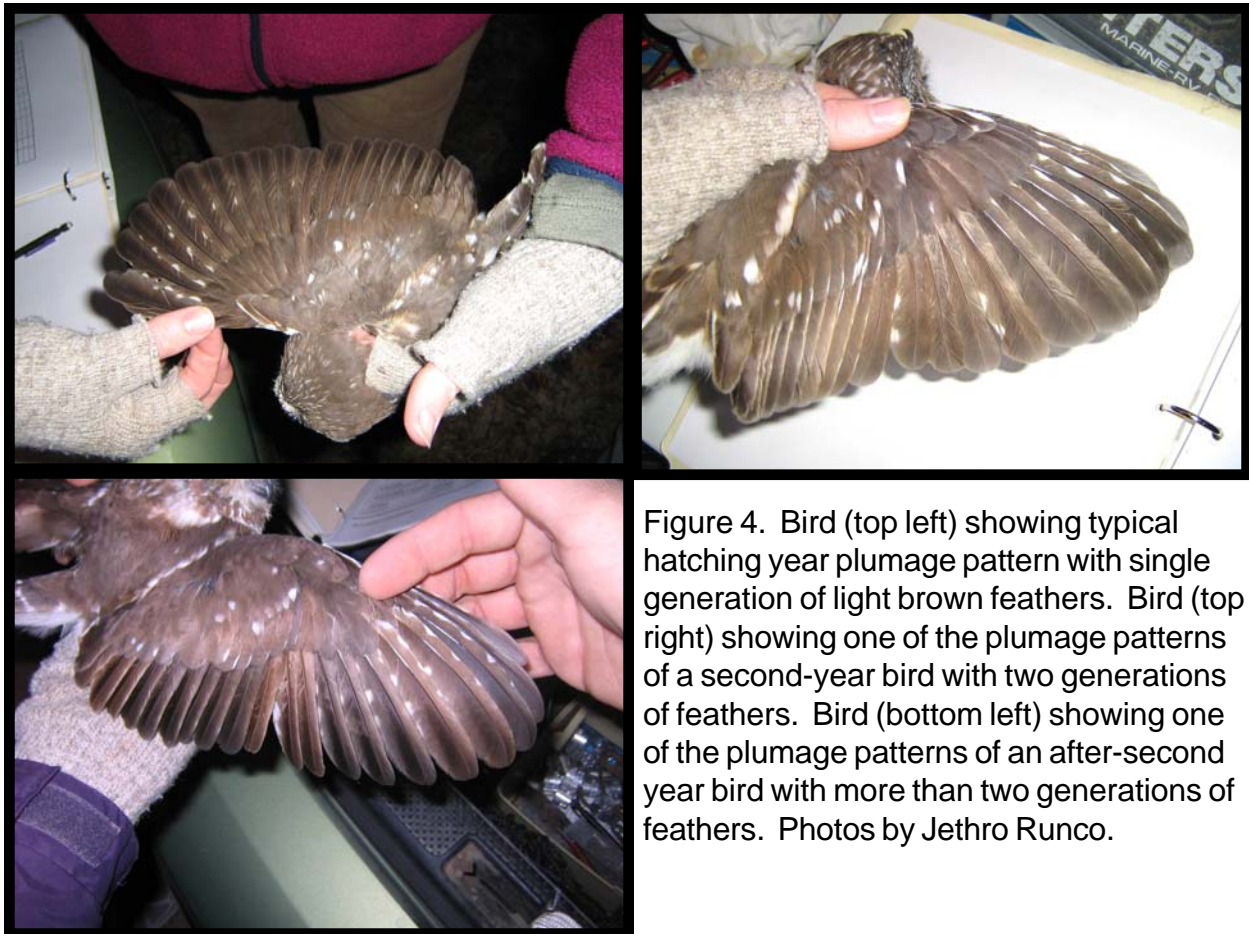 TERS
MARINE-RV
Figure 4.  Bird (top left) showing typical
hatching year plumage pattern with single
generation of light brown feathers.  Bird (top
right) showing one of the plumage patterns
of a second-year bird with two generations
of feathers.  Bird (bottom left) showing one
of the plumage patterns of an after-second
year bird with more than two generations of
feathers.  Photos by Jethro Runco.